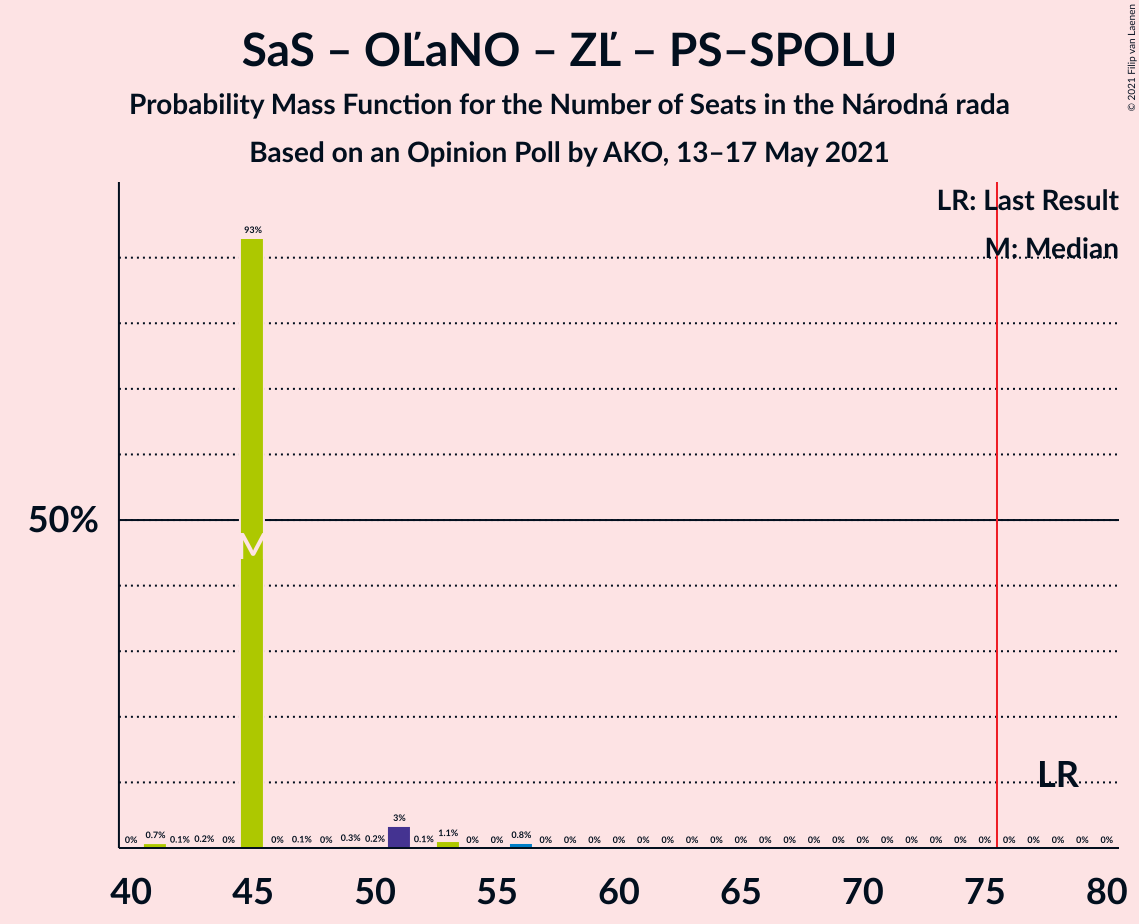 SaS – OĽaNO – ZĽ – PS–SPOLU
Probability Mass Function for the Number of Seats in the Národná rada
Based on an Opinion Poll by AKO, 13–17 May 2021
© 2021 Filip van Laenen
LR: Last Result
M: Median
93%
50%
M
LR
0% 0.7% 0.1% 0.2% 0% 0% 0.1% 0% 0.3% 0.2% 3% 0.1% 1.1% 0% 0% 0.8% 0% 0% 0% 0% 0% 0% 0% 0% 0% 0% 0% 0% 0% 0% 0% 0% 0% 0% 0% 0% 0% 0% 0% 0%
40 45 50 55 60 65 70 75 80